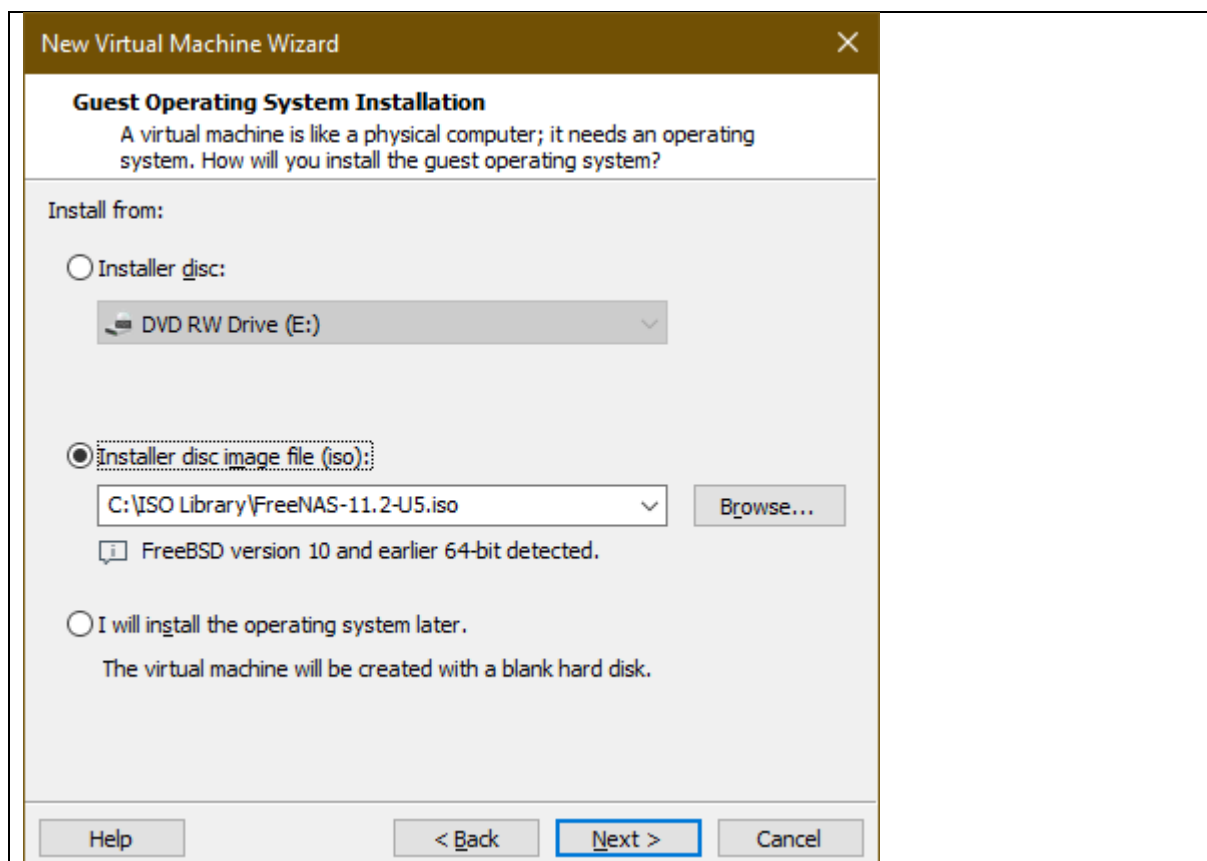 New Virtual Machine Wizard
Guest Operating System Installation
A virtual machine is like a physical computer; it needs an operating
system. How will you install the guest operating system?
Install from:
Installer disc:
DVD RW Drive (E:)
Installer disc image file (iso):
C:\ISO Library\FreeNAS-11.2-U5.iso
Browse...
FreeBSD version 10 and earlier 64-bit detected.
I will install the operating system later.
The virtual machine will be created with a blank hard disk.
Help
< Back
Next >
Cancel